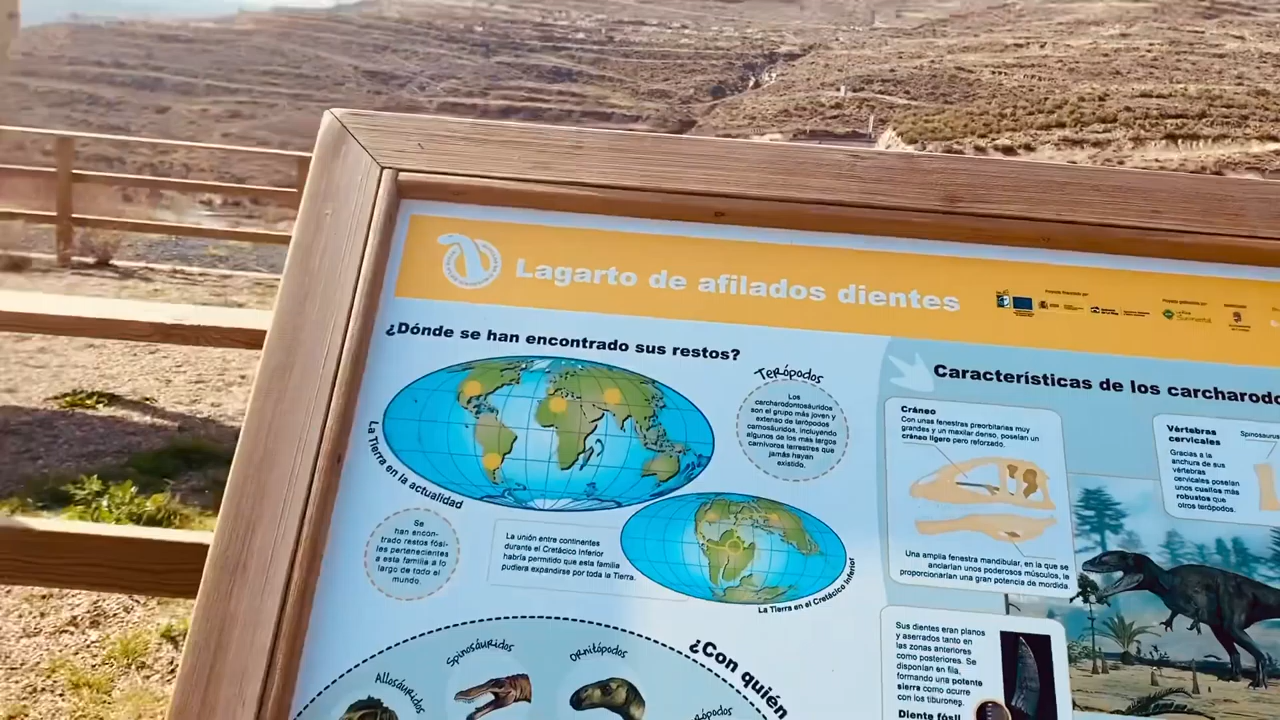 Lagarto de afilados dientes
¿Dónde se han encontrado sus restos?
La Tierra en la actualidad
Terópodos
Los
carcharodontosáuridos
son el grupo más joven y
extenso de terópodos
carnosáuridos, incluyendo
algunos de los más largos
carnívoros terrestres que
jamás hayan
existido.
Se
han encon-
trado restos fósi-
les pertenecientes
a esta familia a lo
largo de todo el
mundo.
La unión entre continentes
durante el Cretácico Inferior
habría permitido que esta familia
pudiera expandirse por toda la Tierra.
La Tierra en el Cretácico Inferior
¿Con quién
Allosáuridos
Spinosáuridos
Ornitópodos
Características de los carcharodo
Cráneo
Con unas fenestras preorbitarias muy
grandes y un maxilar denso, poseían un
cráneo ligero pero reforzado.
Una amplia fenestra mandibular, en la que se
anclarían unos poderosos músculos, la
proporcionarían una gran potencia de mordida.
Vértebras
cervicales
Gracias a la
anchura de sus
vértebras
cervicales poseían
unos cuellos más
robustos que
otros terópodos.
Spinosaurus
Sus dientes eran planos
y aserrados tanto en
las zonas anteriores
como posteriores. Se
disponían en fila,
formando una potente
sierra como ocurre
con los tiburones.
Diente fósil